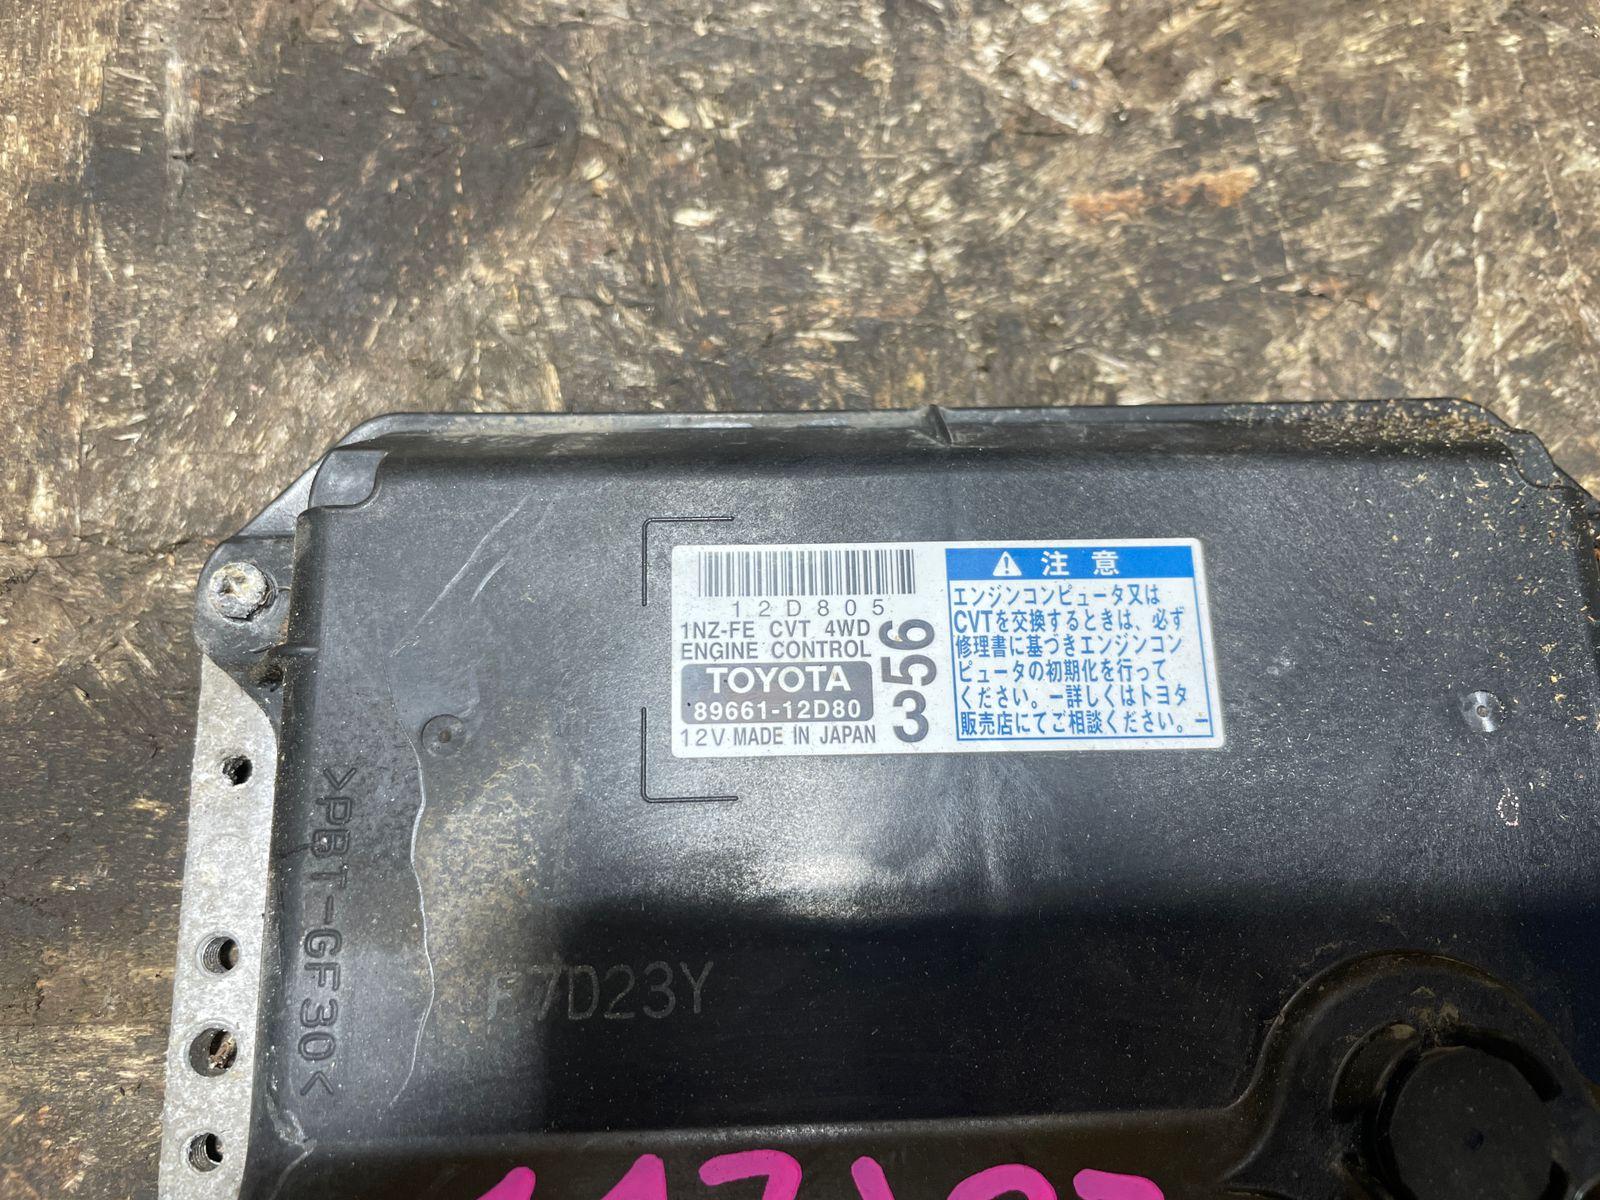 12D805
1NZ-FE CVT 4WD
ENGINE CONTROL
TOYOTA
89661-12D80
12V MADE IN JAPAN
356
注意
エンジンコンピュータ又は
CVTを交換するときは、必ず
修理書に基づきエンジンコン
ピュータの初期化を行って
ください。ー詳しくはトヨタ
販売店にてご相談ください。ー
>PBT-GF30<
F7D23Y